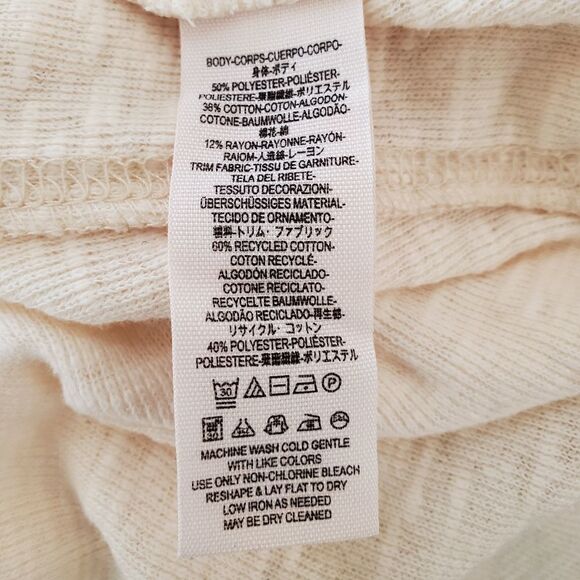 BODY-CORPS-CUERPO-CORPO-
身体-ボディ
50% POLYESTER-POLIÉSTER-
POLIESTERE-聚酯纖維-ポリエステル
38% COTTON-COTON-ALGODÓN-
COTONE-BAUMWOLLE-ALGODÃO-
棉花-綿
12% RAYON-RAYONNE-RAYÓN-
RAIOM-人造絲-レーヨン
TRIM FABRIC-TISSU DE GARNITURE-
TELA DEL RIBETE-
TESSUTO DECORAZIONI-
ÜBERSCHÜSSIGES MATERIAL-
TECIDO DE ORNAMENTO-
トリム・ファブリック
60% RECYCLED COTTON-
COTON RECYCLÉ-
ALGODÓN RECICLADO-
COTONE RICICLATO-
RECYCELTE BAUMWOLLE-
ALGODÃO RECICLADO-再生綿-
リサイクル・コットン
40% POLYESTER-POLIÉSTER-
POLIESTERE-聚酯纖維-ポリエステル
30 P
30
MACHINE WASH COLD GENTLE
WITH LIKE COLORS
USE ONLY NON-CHLORINE BLEACH
RESHAPE & LAY FLAT TO DRY
LOW IRON AS NEEDED
MAY BE DRY CLEANED